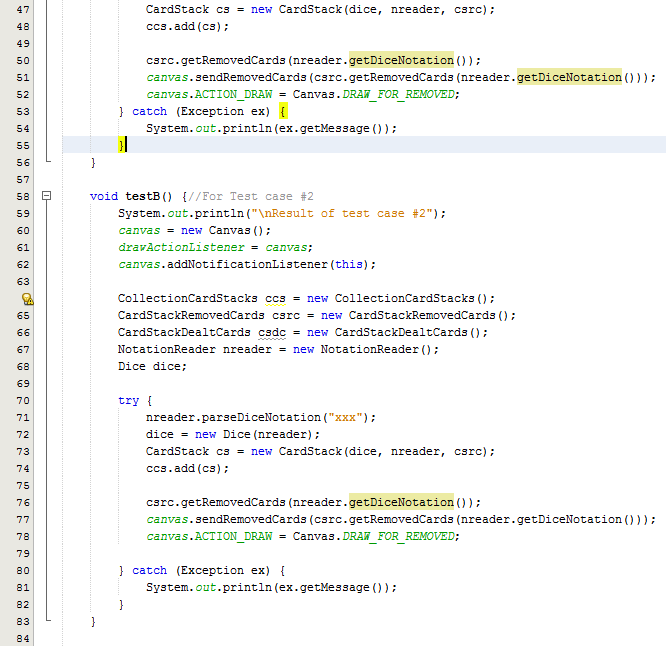 47 CardStack cs = new CardStack(dice, nreader, csrc);
48 ccs.add(cs);
49
50 csrc.getRemovedCards(nreader.getDiceNotation());
51 canvas.sendRemovedCards(csrc.getRemovedCards(nreader.getDiceNotation()));
52 canvas.ACTION_DRAW = Canvas.DRAW_FOR_REMOVED;
53 } catch (Exception ex) {
54 System.out.println(ex.getMessage());
55 }
56 }
57
58 void testB() {//For Test case #2
59 System.out.println("\nResult of test case #2");
60 canvas = new Canvas();
61 drawActionListener = canvas;
62 canvas.addNotificationListener(this);
63
CollectionCardStacks ccs = new CollectionCardStacks();
65 CardStackRemovedCards csrc = new CardStackRemovedCards();
66 CardStackDealtCards csdc = new CardStackDealtCards();
67 NotationReader nreader = new NotationReader();
68 Dice dice;
69
70 try {
71 nreader.parseDiceNotation("xxx");
72 dice = new Dice(nreader);
73 CardStack cs = new CardStack(dice, nreader, csrc);
74 ccs.add(cs);
75
76 csrc.getRemovedCards(nreader.getDiceNotation());
77 canvas.sendRemovedCards(csrc.getRemovedCards(nreader.getDiceNotation()));
78 canvas.ACTION_DRAW = Canvas.DRAW_FOR_REMOVED;
79
80 } catch (Exception ex) {
81 System.out.println(ex.getMessage());
82 }
83 }
84